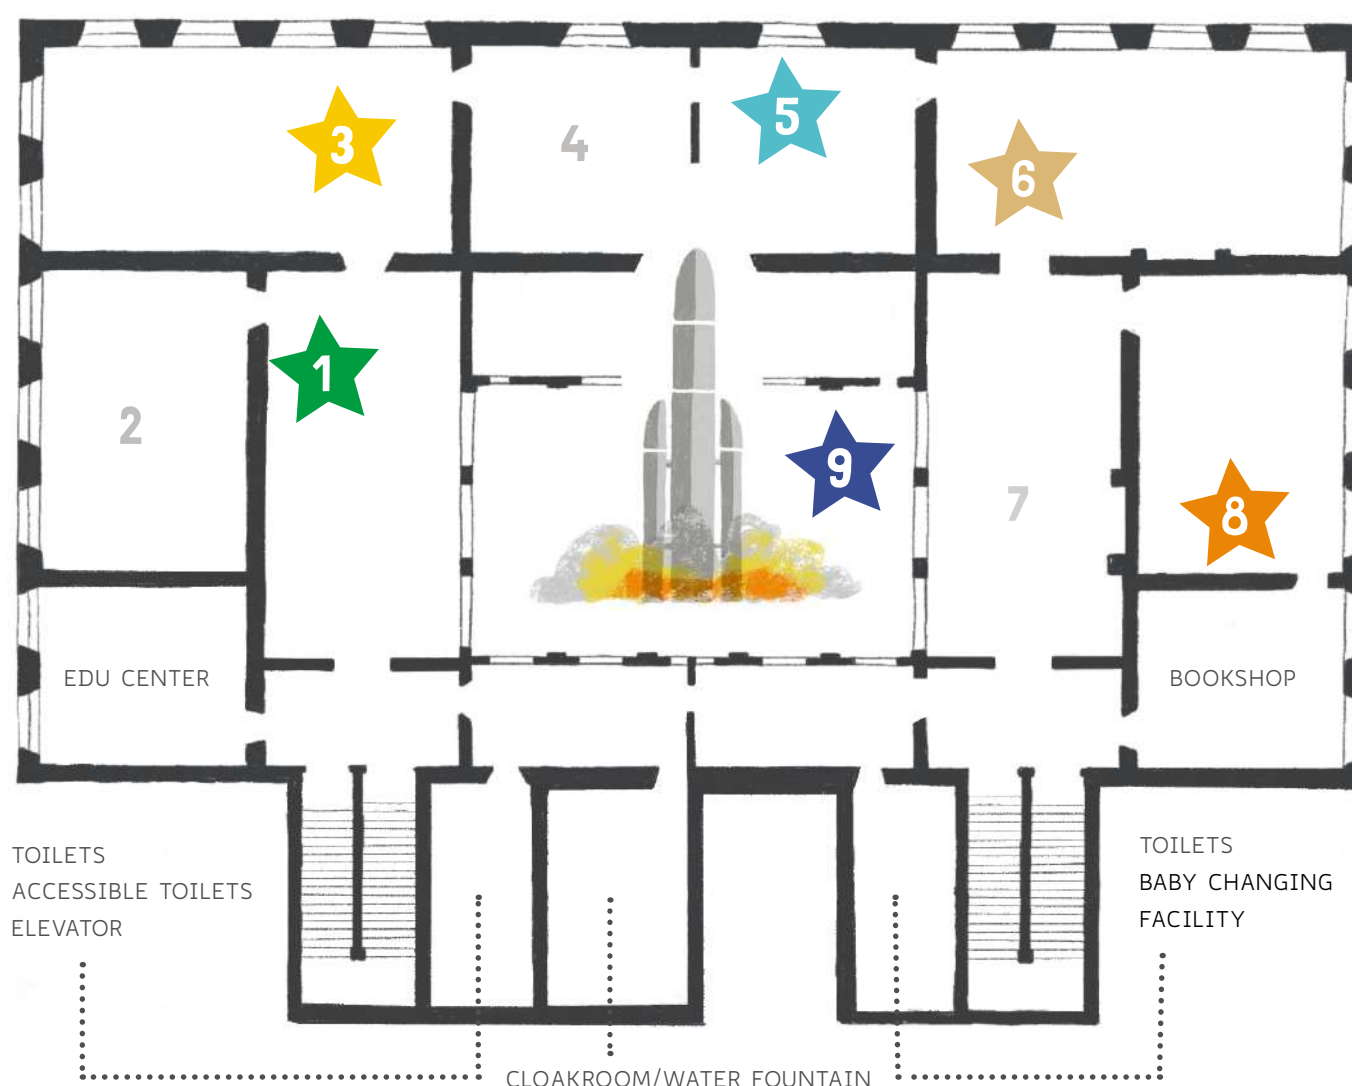 3
4
5
6
1
2
9
7
8
EDU CENTER
BOOKSHOP
TOILETS
ACCESSIBLE TOILETS
ELEVATOR
TOILETS
BABY CHANGING
FACILITY
CLOAKROOM/WATER FOUNTAIN